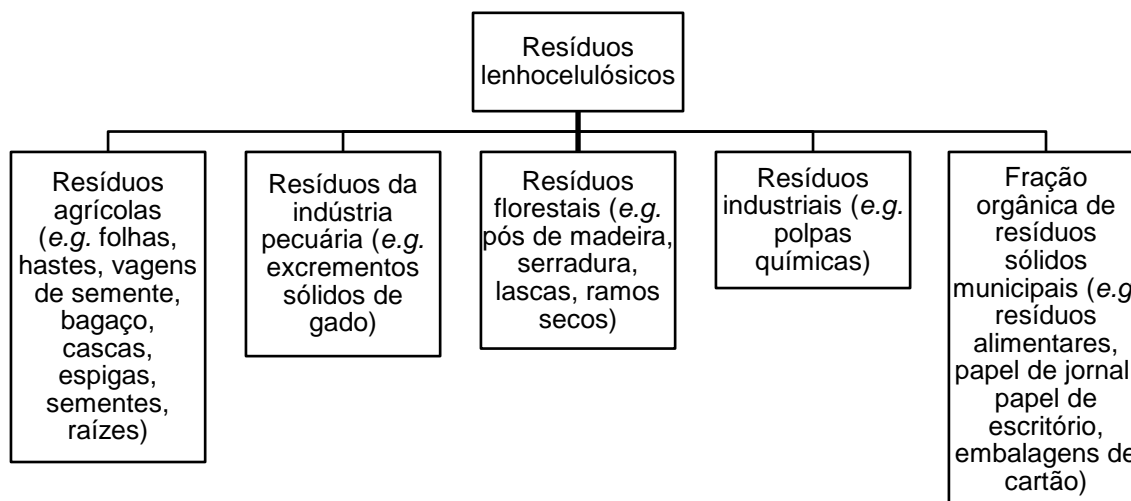 Resíduos
lenhocelulósicos
Resíduos
agrícolas
(e.g. folhas,
hastes, vagens
de semente,
bagaço,
cascas,
espigas,
sementes,
raízes)
Resíduos da
indústria
pecuária (e.g.
excrementos
sólidos de
gado)
Resíduos
florestais (e.g.
pós de madeira,
serradura,
lascas, ramos
secos)
Resíduos
industriais (e.g.
polpas
químicas)
Fração
orgânica de
resíduos
sólidos
municipais (e.g
resíduos
alimentares,
papel de jornal
papel de
escritório,
embalagens de
cartão)